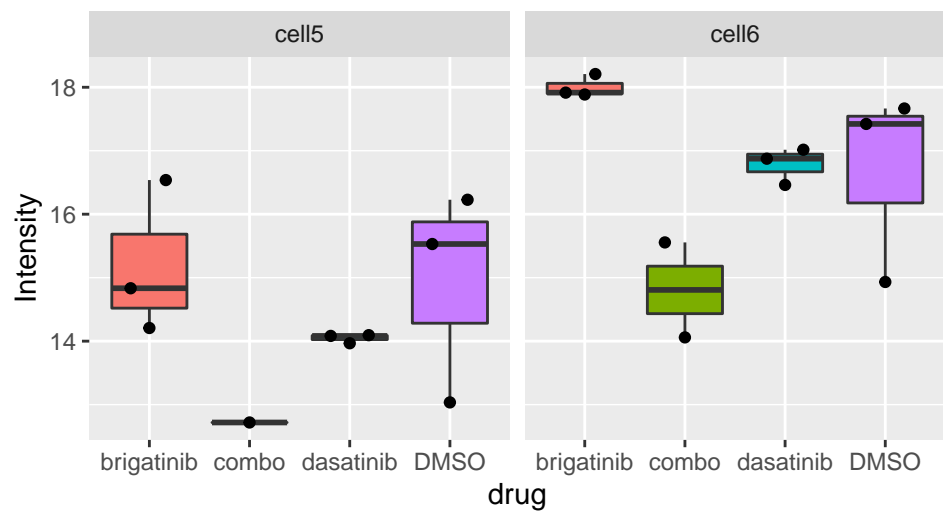 cell5
cell6
Intensity
18
16
14
brigatinib combo dasatinib DMSO
brigatinib combo dasatinib DMSO
drug